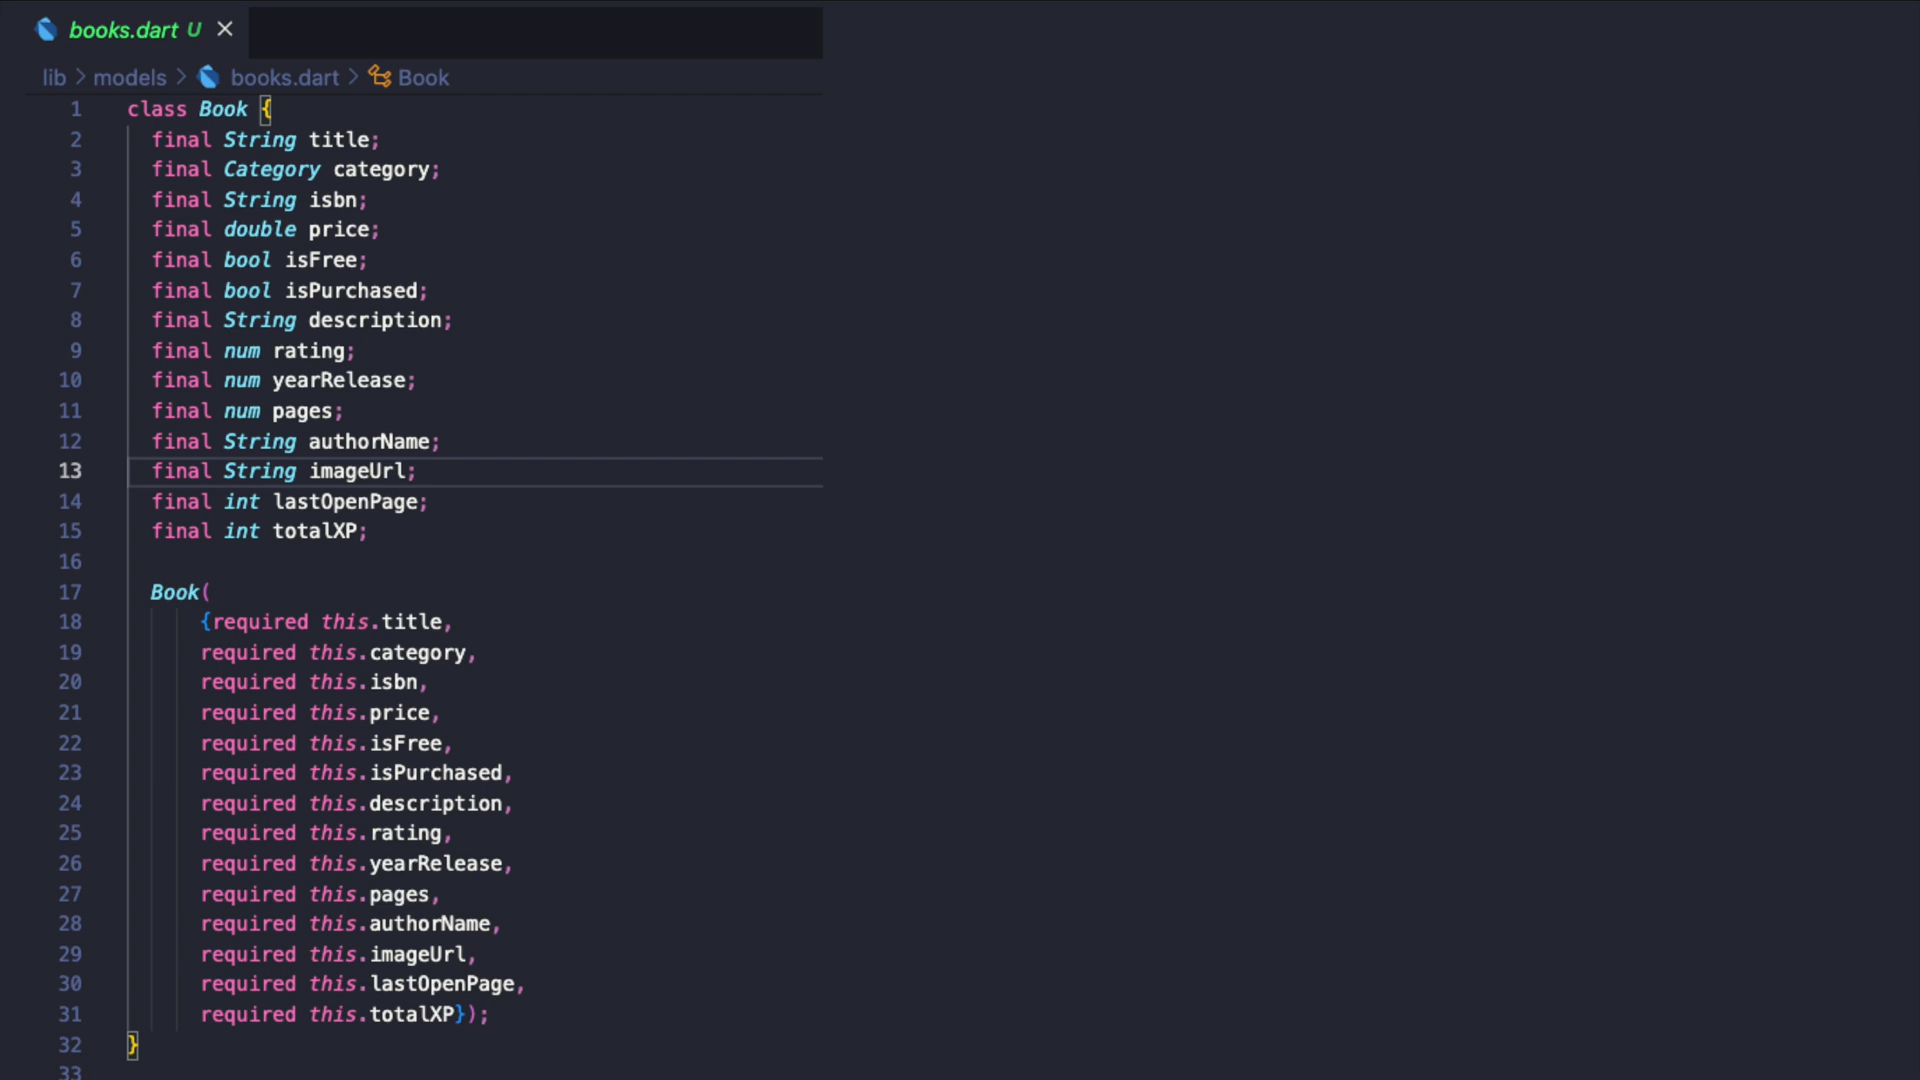 books.dart U
lib > models > books.dart > Book
1 class Book {
2 final String title;
3 final Category category;
4 final String isbn;
5 final double price;
6 final bool isFree;
7 final bool isPurchased;
8 final String description;
9 final num rating;
10 final num yearRelease;
11 final num pages;
12 final String authorName;
13 final String imageUrl;
14 final int lastOpenPage;
15 final int totalXP;
16
17 Book(
18 {required this.title,
19 required this.category,
20 required this.isbn,
21 required this.price,
22 required this.isFree,
23 required this.isPurchased,
24 required this.description,
25 required this.rating,
26 required this.yearRelease,
27 required this.pages,
28 required this.authorName,
29 required this.imageUrl,
30 required this.lastOpenPage,
31 required this.totalXP});
32 }
33